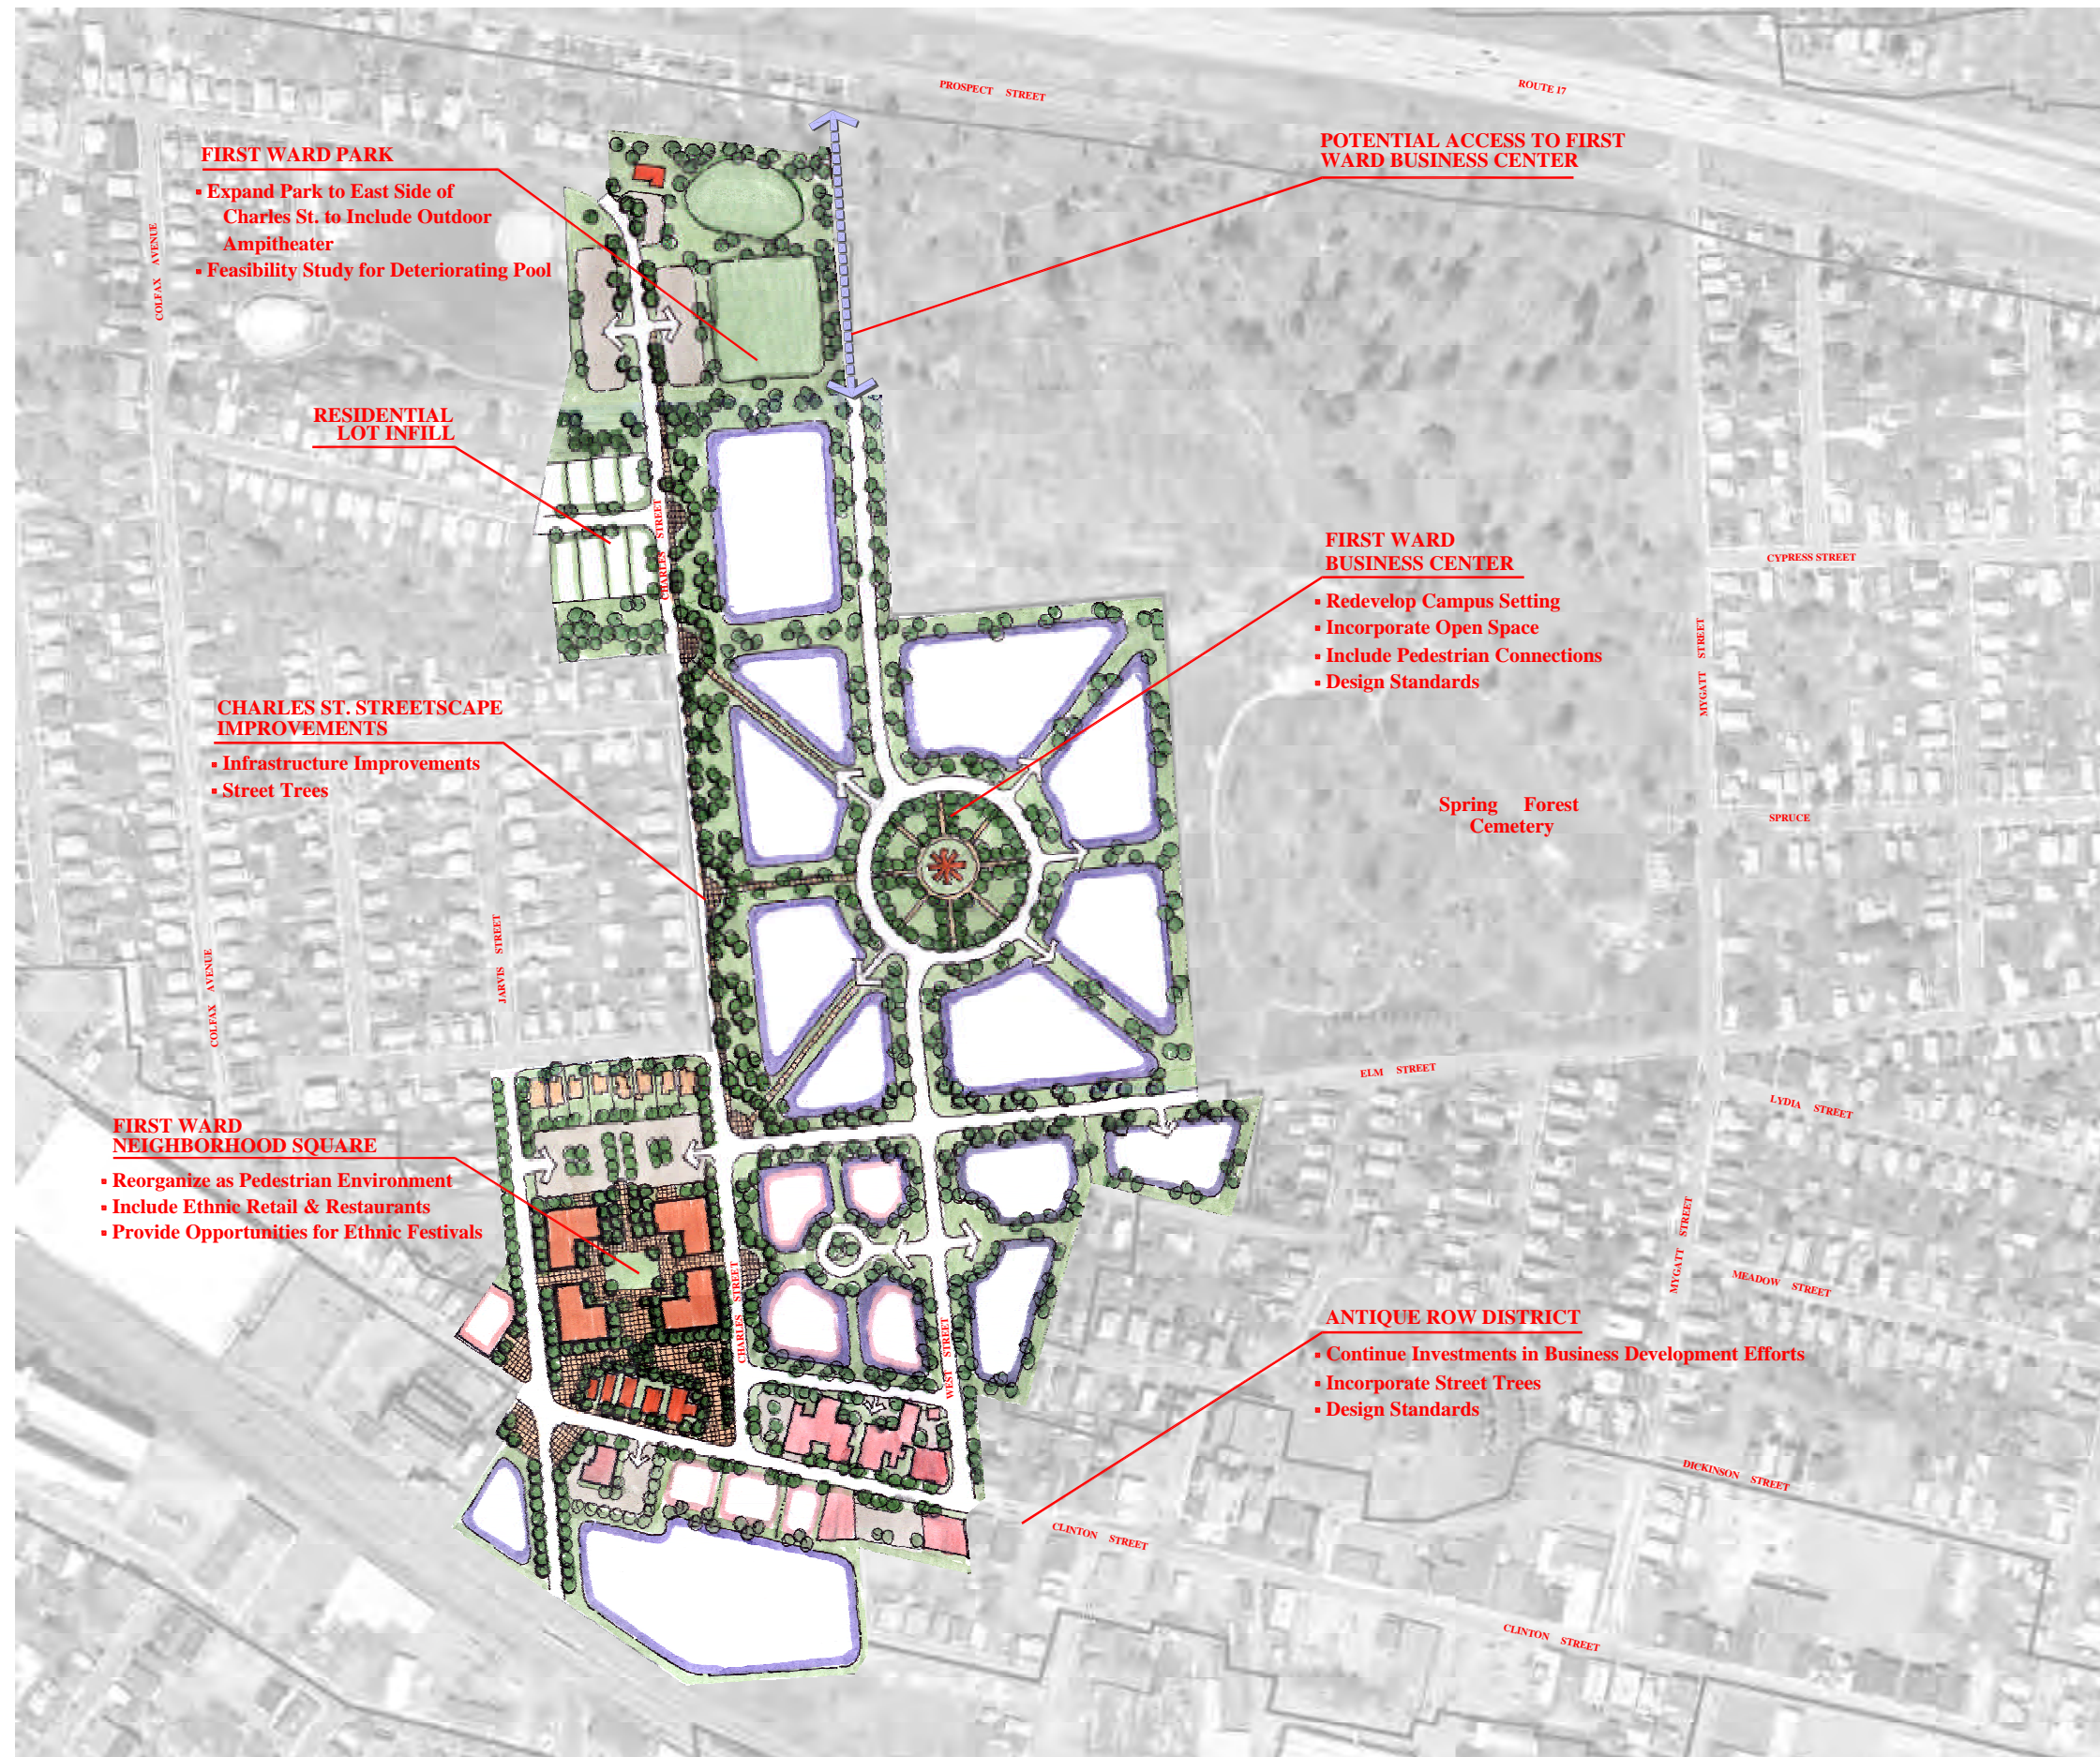 PROSPECT STREET
ROUTE 17
FIRST WARD PARK
▪ Expand Park to East Side of
Charles St. to Include Outdoor
Ampitheater
▪ Feasibility Study for Deteriorating Pool
POTENTIAL ACCESS TO FIRST
WARD BUSINESS CENTER
COLFAX AVENUE
RESIDENTIAL
LOT INFILL
CHARLES STREET
FIRST WARD
BUSINESS CENTER
▪ Redevelop Campus Setting
▪ Incorporate Open Space
▪ Include Pedestrian Connections
▪ Design Standards
CYPRESS STREET
MYGATT STREET
CHARLES ST. STREETSCAPE
IMPROVEMENTS
▪ Infrastructure Improvements
▪ Street Trees
Spring Forest
Cemetery
SPRUCE
JARVIS STREET
COLFAX AVENUE
ELM STREET
LYDIA STREET
FIRST WARD
NEIGHBORHOOD SQUARE
▪ Reorganize as Pedestrian Environment
▪ Include Ethnic Retail & Restaurants
▪ Provide Opportunities for Ethnic Festivals
MYGATT STREET
MEADOW STREET
CHARLES STREET
WEST STREET
ANTIQUE ROW DISTRICT
▪ Continue Investments in Business Development Efforts
▪ Incorporate Street Trees
▪ Design Standards
DICKINSON STREET
CLINTON STREET
CLINTON STREET